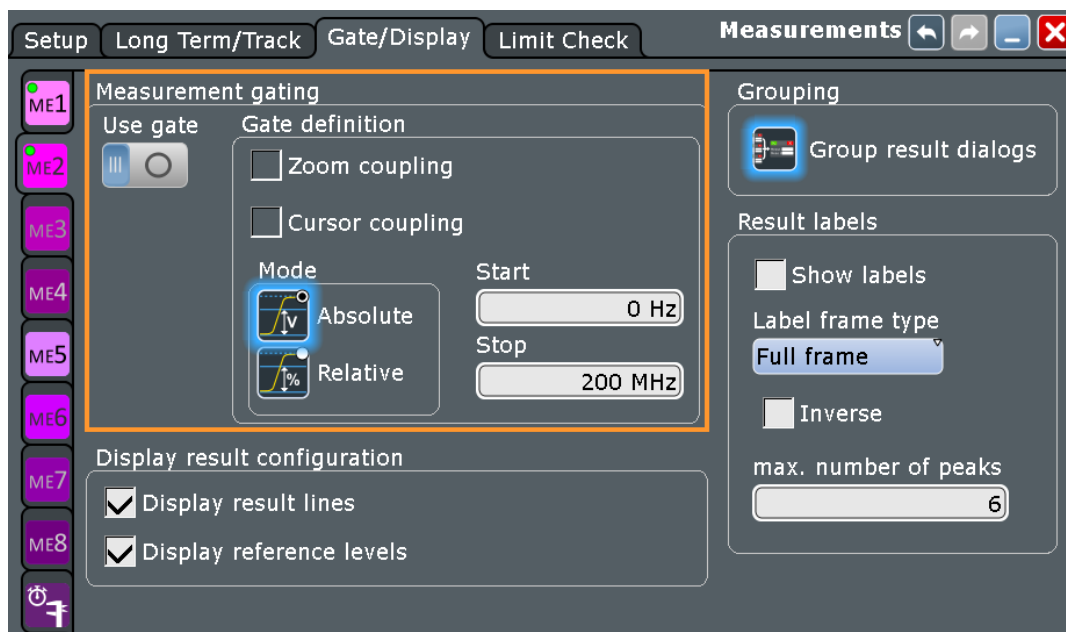 Setup
Long Term/Track
Gate/Display
Limit Check
Measurements
ME1
ME2
ME3
ME4
ME5
ME6
ME7
ME8
Measurement gating
Use gate
Gate definition
Zoom coupling
Cursor coupling
Mode
V
Absolute
%
Relative
Start
0 Hz
Stop
200 MHz
Display result configuration
Display result lines
Display reference levels
Grouping
Group result dialogs
Result labels
Show labels
Label frame type
Full frame
Inverse
max. number of peaks
6